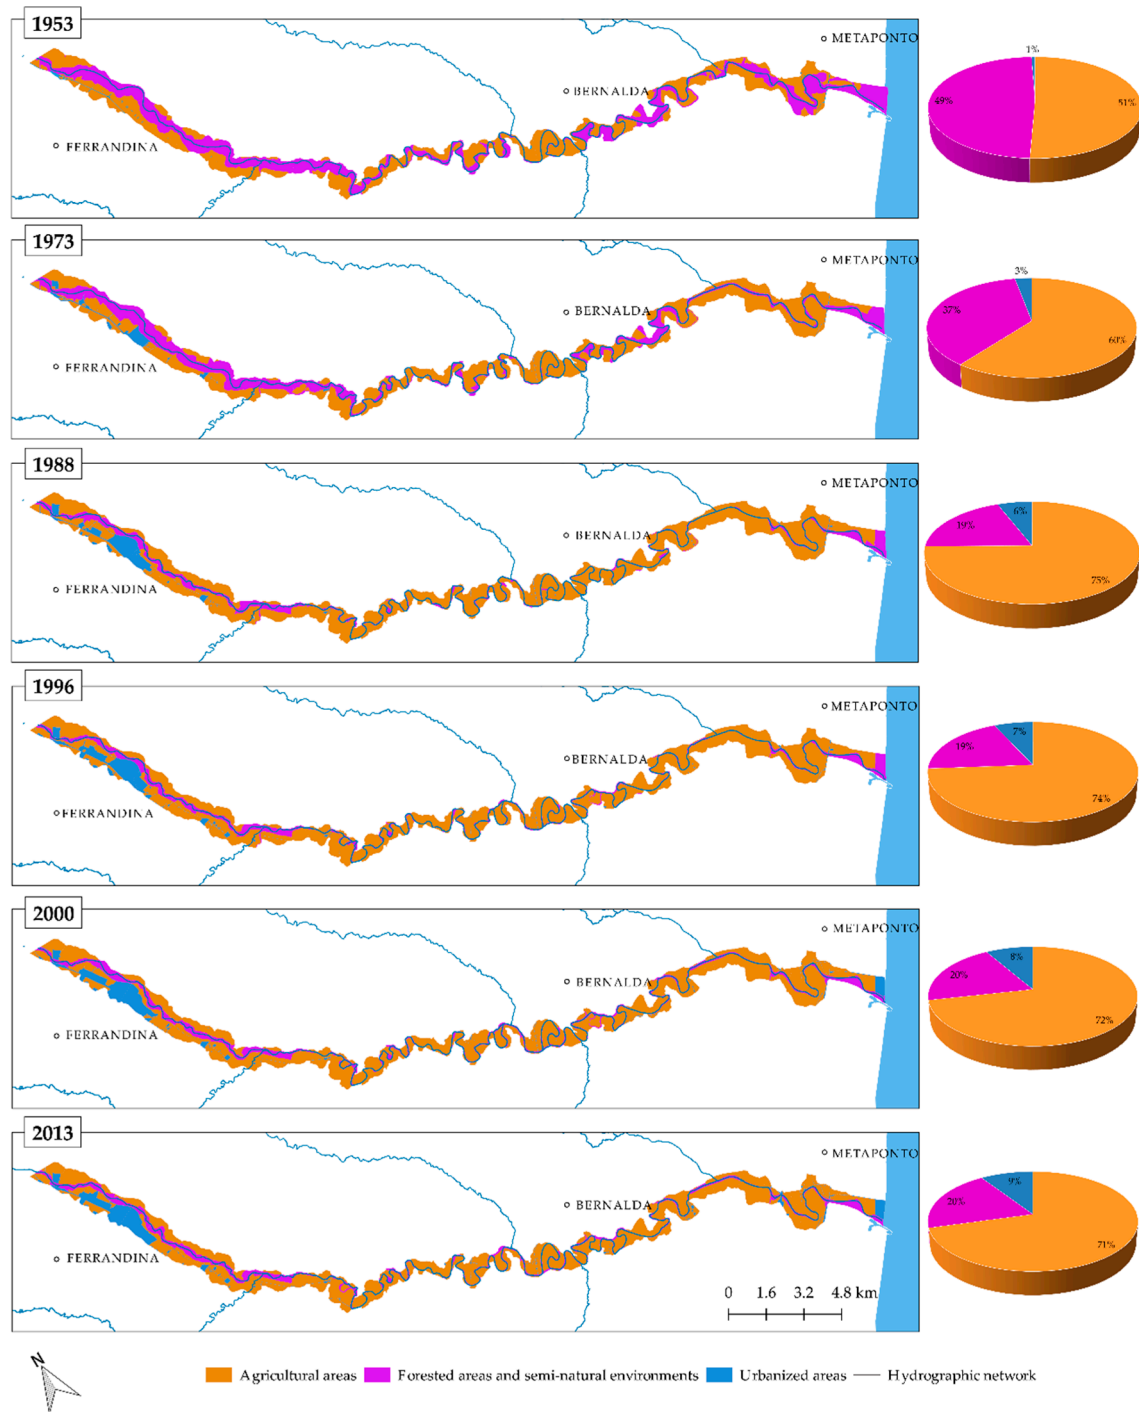 1953
METAPONTO
BERNALDA
FERRANDINA
1%
49%
51%
1973
METAPONTO
BERNALDA
FERRANDINA
3%
37%
60%
1988
METAPONTO
BERNALDA
FERRANDINA
6%
19%
75%
1996
METAPONTO
BERNALDA
FERRANDINA
7%
19%
74%
2000
METAPONTO
BERNALDA
FERRANDINA
8%
20%
72%
2013
METAPONTO
BERNALDA
FERRANDINA
0 1.6 3.2 4.8 km
9%
20%
71%
N
Agricultural areas Forested areas and semi-natural environments Urbanized areas Hydrographic network